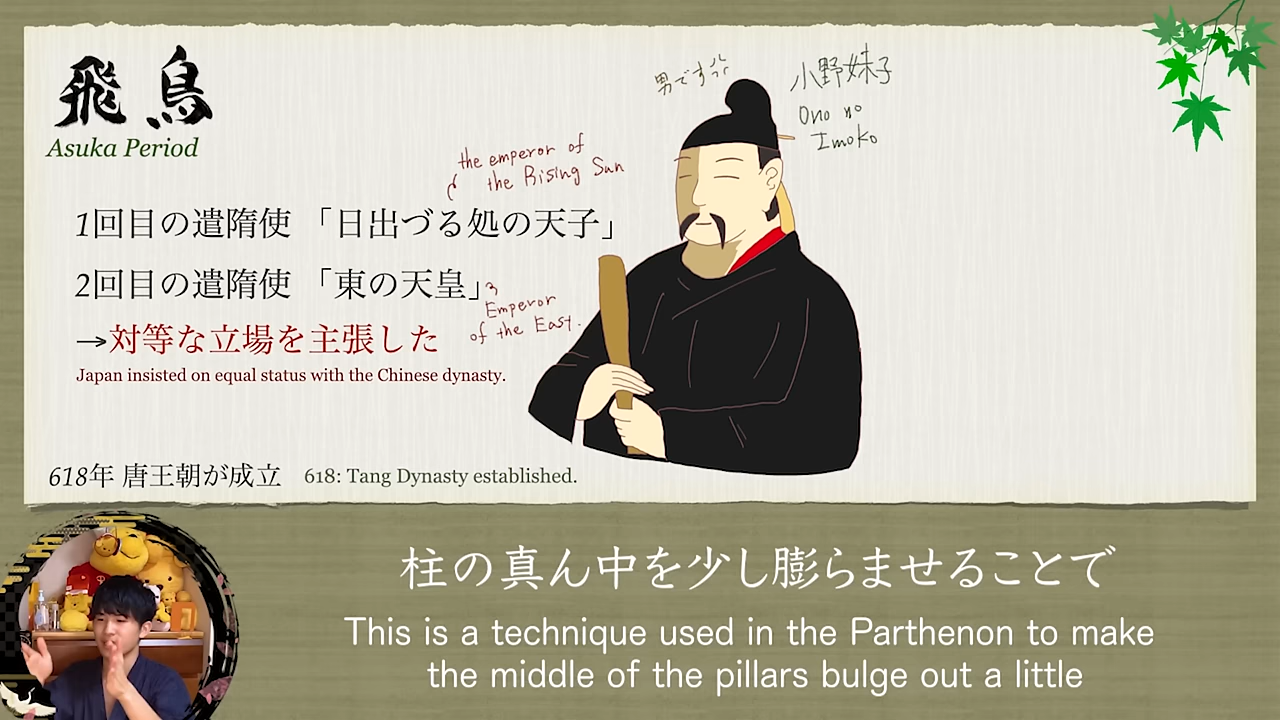 飛鳥
Asuka Period
男です
小野妹子
Ono no
Imoko
the emperor of
the Rising Sun
1回目の遣隋使 「日出づる処の天子」
2回目の遣隋使 「東の天皇」
Emperor
of the East.
→対等な立場を主張した
Japan insisted on equal status with the Chinese dynasty.
618年 唐王朝が成立 618: Tang Dynasty established.
柱の真ん中を少し膨らませることで
This is a technique used in the Parthenon to make
the middle of the pillars bulge out a little